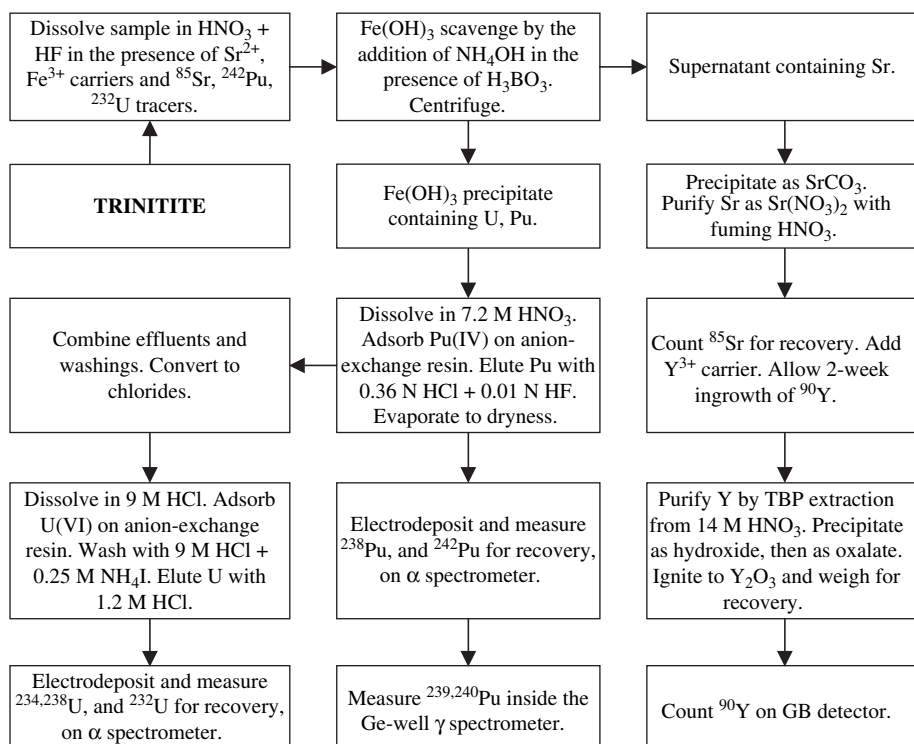 Dissolve sample in HNO₃ +
HF in the presence of Sr²⁺,
Fe³⁺ carriers and ⁸⁵Sr, ²⁴²Pu,
²³²U tracers.
Fe(OH)₃ scavenge by the
addition of NH₄OH in the
presence of H₃BO₃.
Centrifuge.
Supernatant containing Sr.
TRINITITE
Fe(OH)₃ precipitate
containing U, Pu.
Precipitate as SrCO₃.
Purify Sr as Sr(NO₃)₂ with
fuming HNO₃.
Combine effluents and
washings. Convert to
chlorides.
Dissolve in 7.2 M HNO₃.
Adsorb Pu(IV) on anion-
exchange resin. Elute Pu with
0.36 N HCl + 0.01 N HF.
Evaporate to dryness.
Count ⁸⁵Sr for recovery. Add
Y³⁺ carrier. Allow 2-week
ingrowth of ⁹⁰Y.
Dissolve in 9 M HCl. Adsorb
U(VI) on anion-exchange
resin. Wash with 9 M HCl +
0.25 M NH₄I. Elute U with
1.2 M HCl.
Electrodeposit and measure
²³⁸Pu, and ²⁴²Pu for recovery,
on α spectrometer.
Purify Y by TBP extraction
from 14 M HNO₃. Precipitate
as hydroxide, then as oxalate.
Ignite to Y₂O₃ and weigh for
recovery.
Electrodeposit and measure
²³⁴,²³⁸U, and ²³²U for recovery,
on α spectrometer.
Measure ²³⁹,²⁴⁰Pu inside the
Ge-well γ spectrometer.
Count ⁹⁰Y on GB detector.